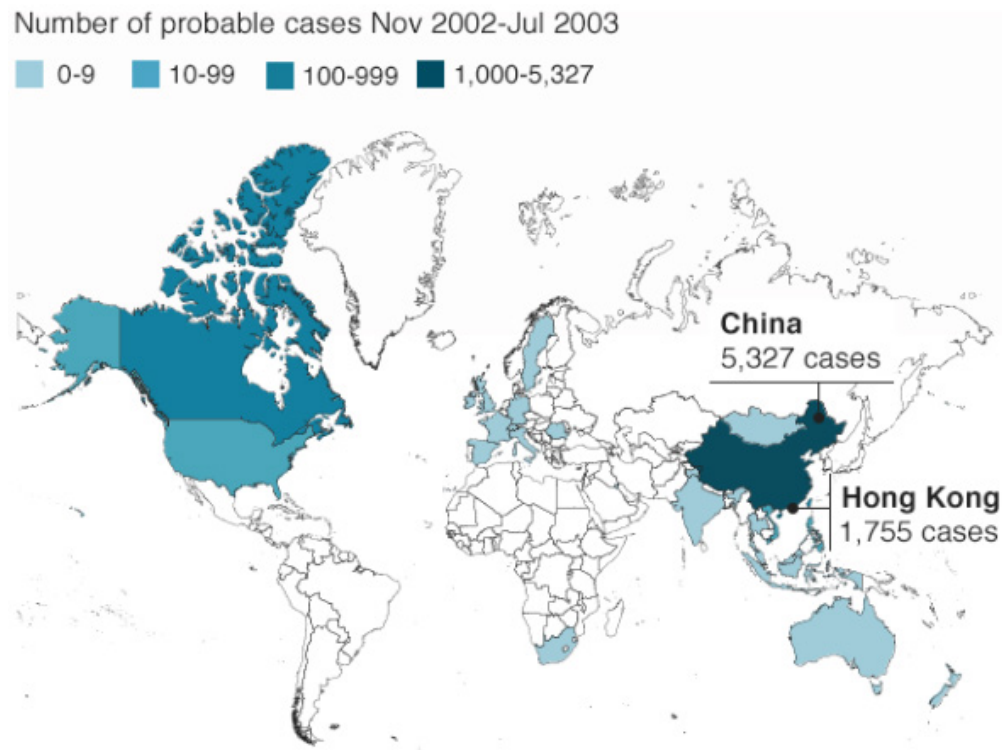 Number of probable cases Nov 2002-Jul 2003
0-9 10-99 100-999 1,000-5,327
China
5,327 cases
Hong Kong
1,755 cases